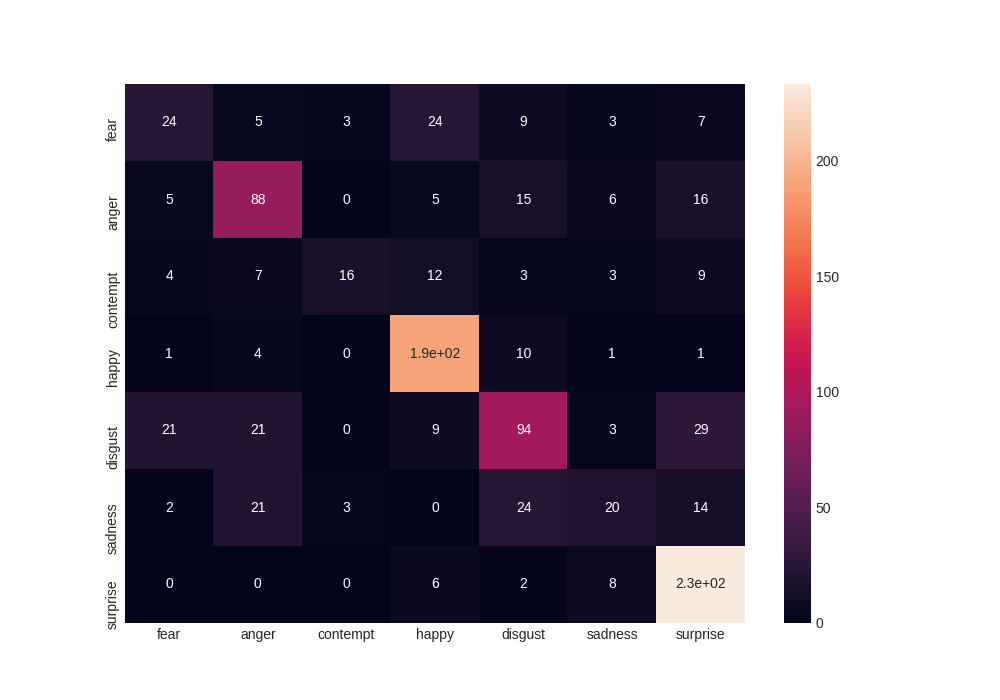 fear 24 5 3 24 9 3 7
anger 5 88 0 5 15 6 16
contempt 4 7 16 12 3 3 9
happy 1 4 0 1.9e+02 10 1 1
disgust 21 21 0 9 94 3 29
sadness 2 21 3 0 24 20 14
surprise 0 0 0 6 2 8 2.3e+02
fear anger contempt happy disgust sadness surprise
200
150
100
50
0